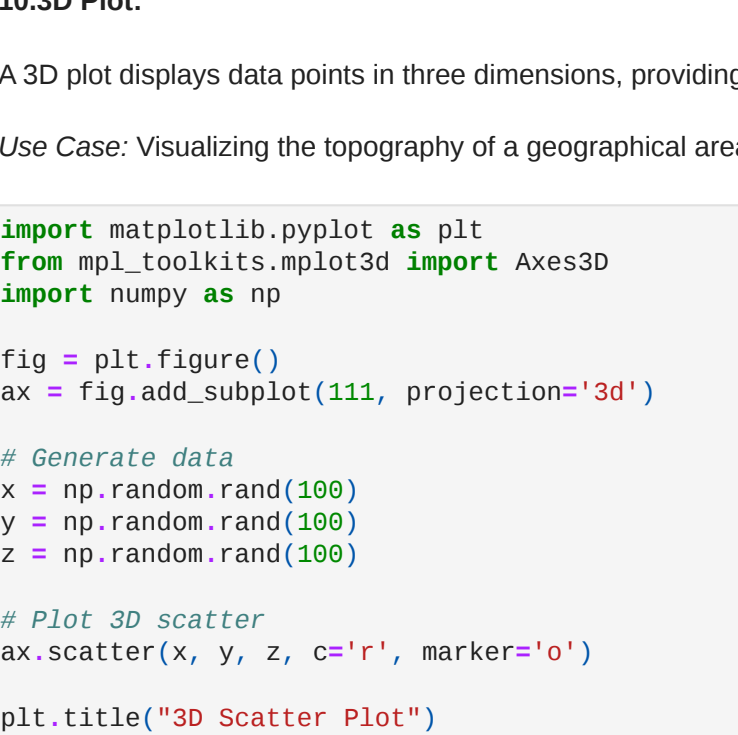 10.3D Plot:
A 3D plot displays data points in three dimensions, providing
Use Case: Visualizing the topography of a geographical area
import matplotlib.pyplot as plt
from mpl_toolkits.mplot3d import Axes3D
import numpy as np
fig = plt.figure()
ax = fig.add_subplot(111, projection='3d')
# Generate data
x = np.random.rand(100)
y = np.random.rand(100)
z = np.random.rand(100)
# Plot 3D scatter
ax.scatter(x, y, z, c='r', marker='o')
plt.title("3D Scatter Plot")